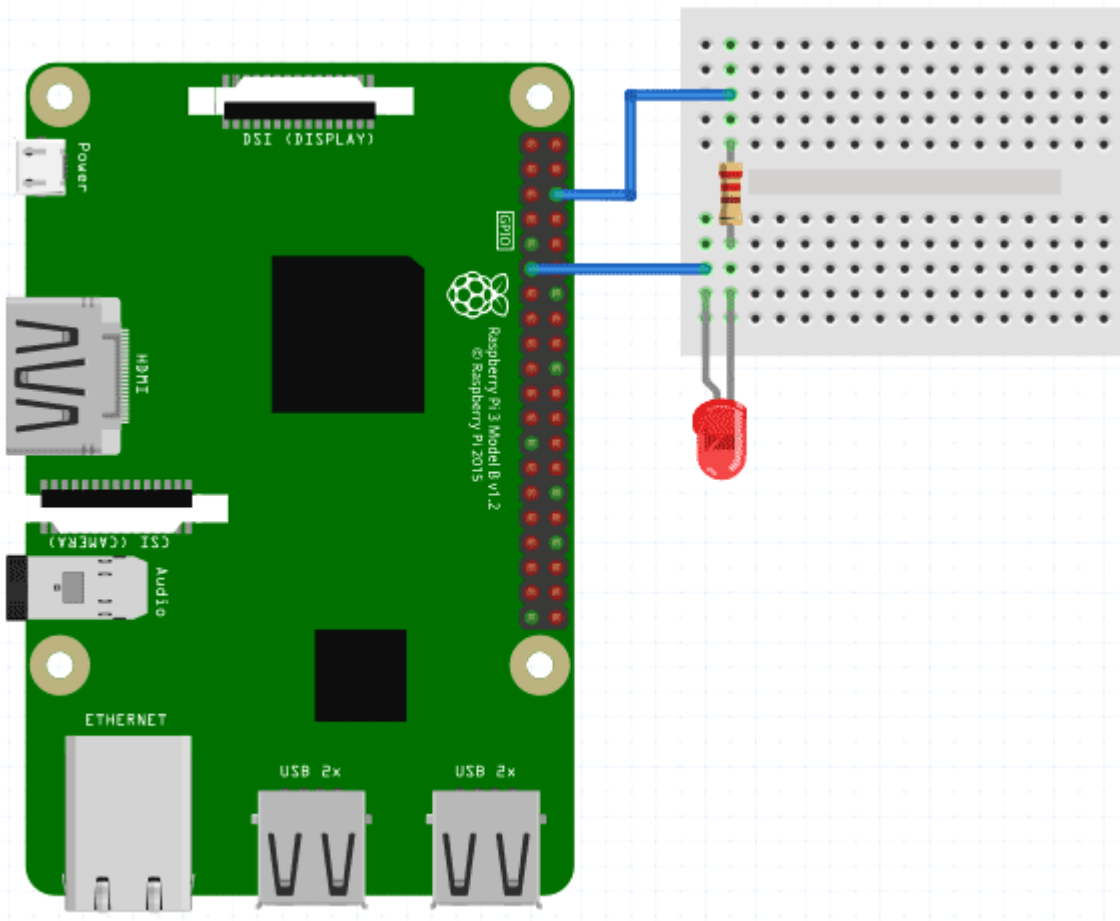 DSI (DISPLAY)
Power
GPIO
HDMI
Raspberry Pi 3 Model B v1.2
© Raspberry Pi 2015
CSI (CAMERA)
Audio
ETHERNET
USB 2x
USB 2x